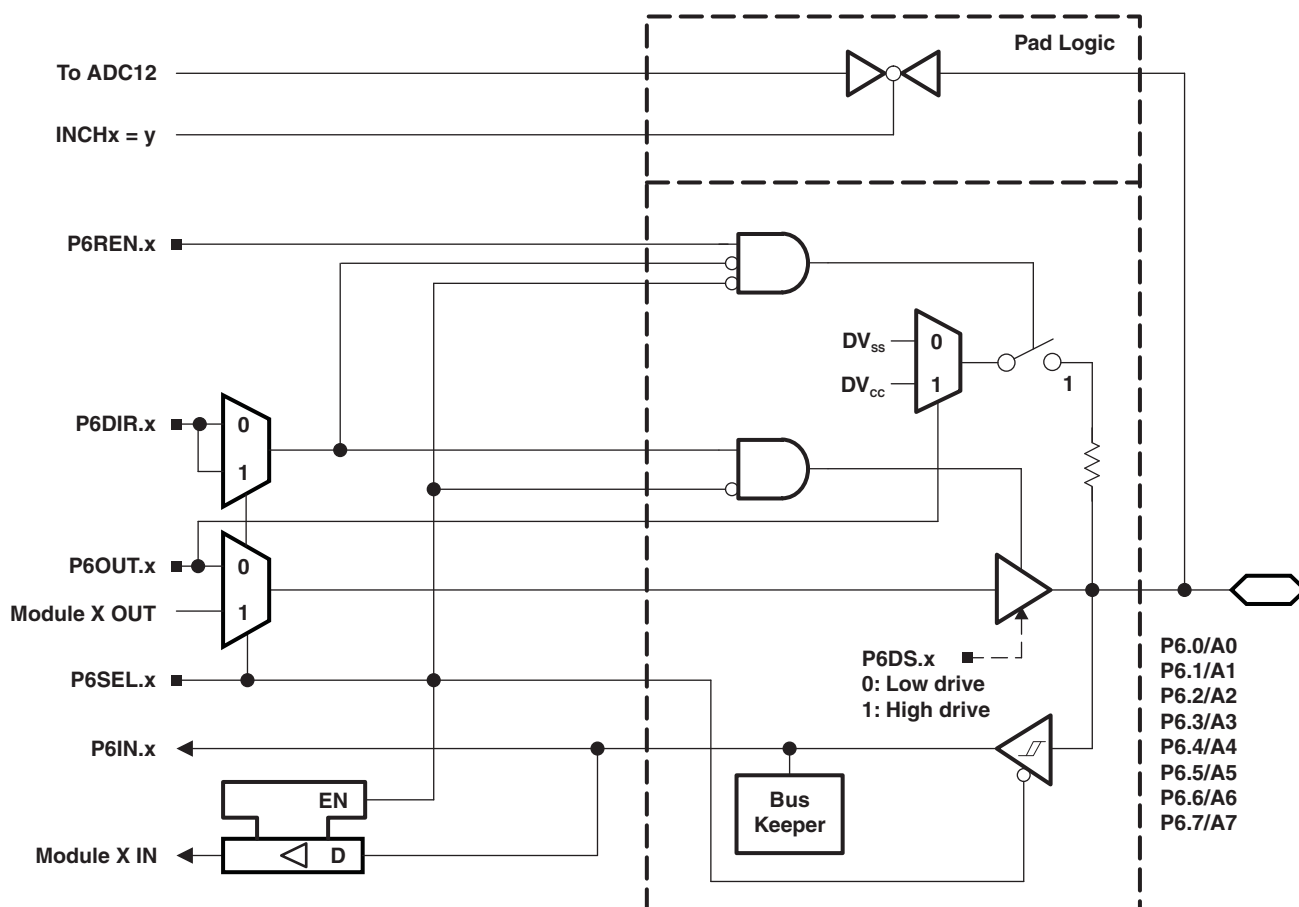 Pad Logic
To ADC12
INCHx = y
P6REN.x
DVSS
0
DVCC
1
1
P6DIR.x
0
1
P6OUT.x
0
Module X OUT
1
P6SEL.x
P6DS.x
0: Low drive
1: High drive
P6IN.x
EN
Bus
Keeper
Module X IN
D
P6.0/A0
P6.1/A1
P6.2/A2
P6.3/A3
P6.4/A4
P6.5/A5
P6.6/A6
P6.7/A7